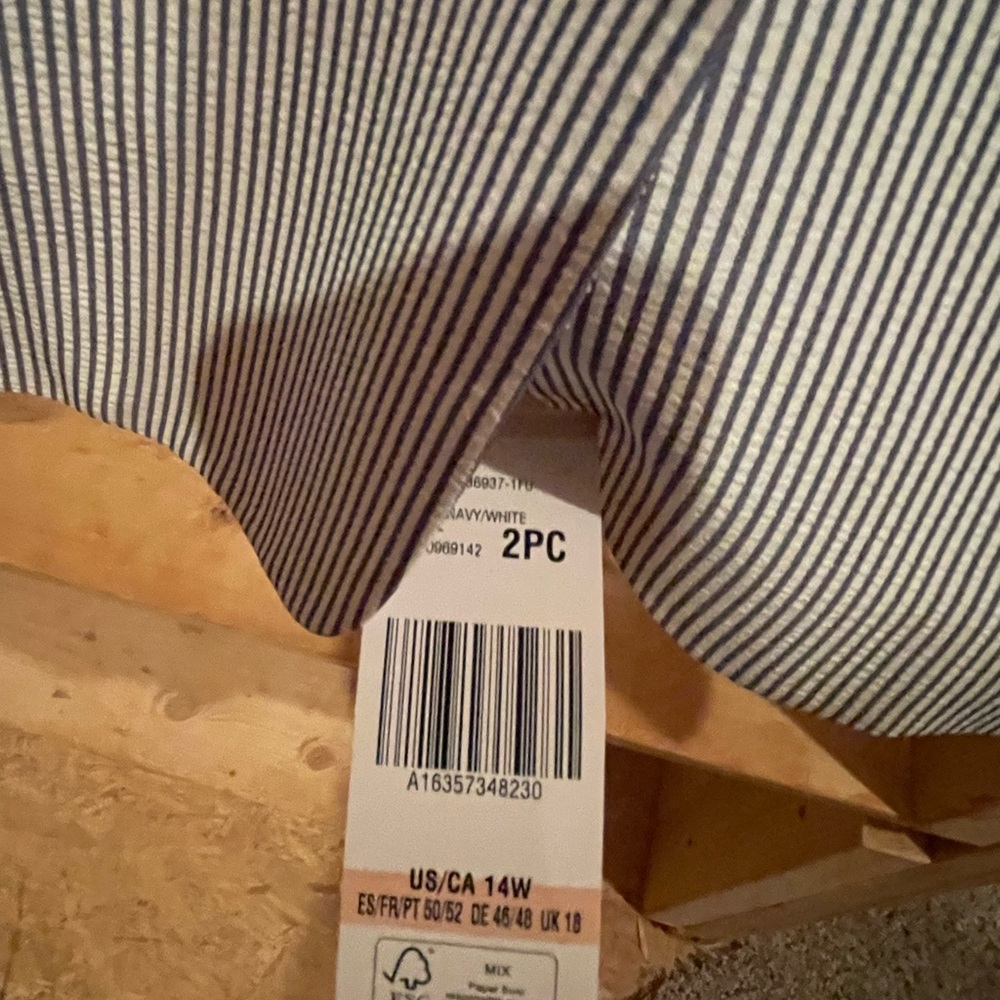 36937-1FU
NAVY/WHITE
0969142 2PC
A16357348230
US/CA 14W
ES/FR/PT 50/52 DE 46/48 UK 18
MIX
FSC